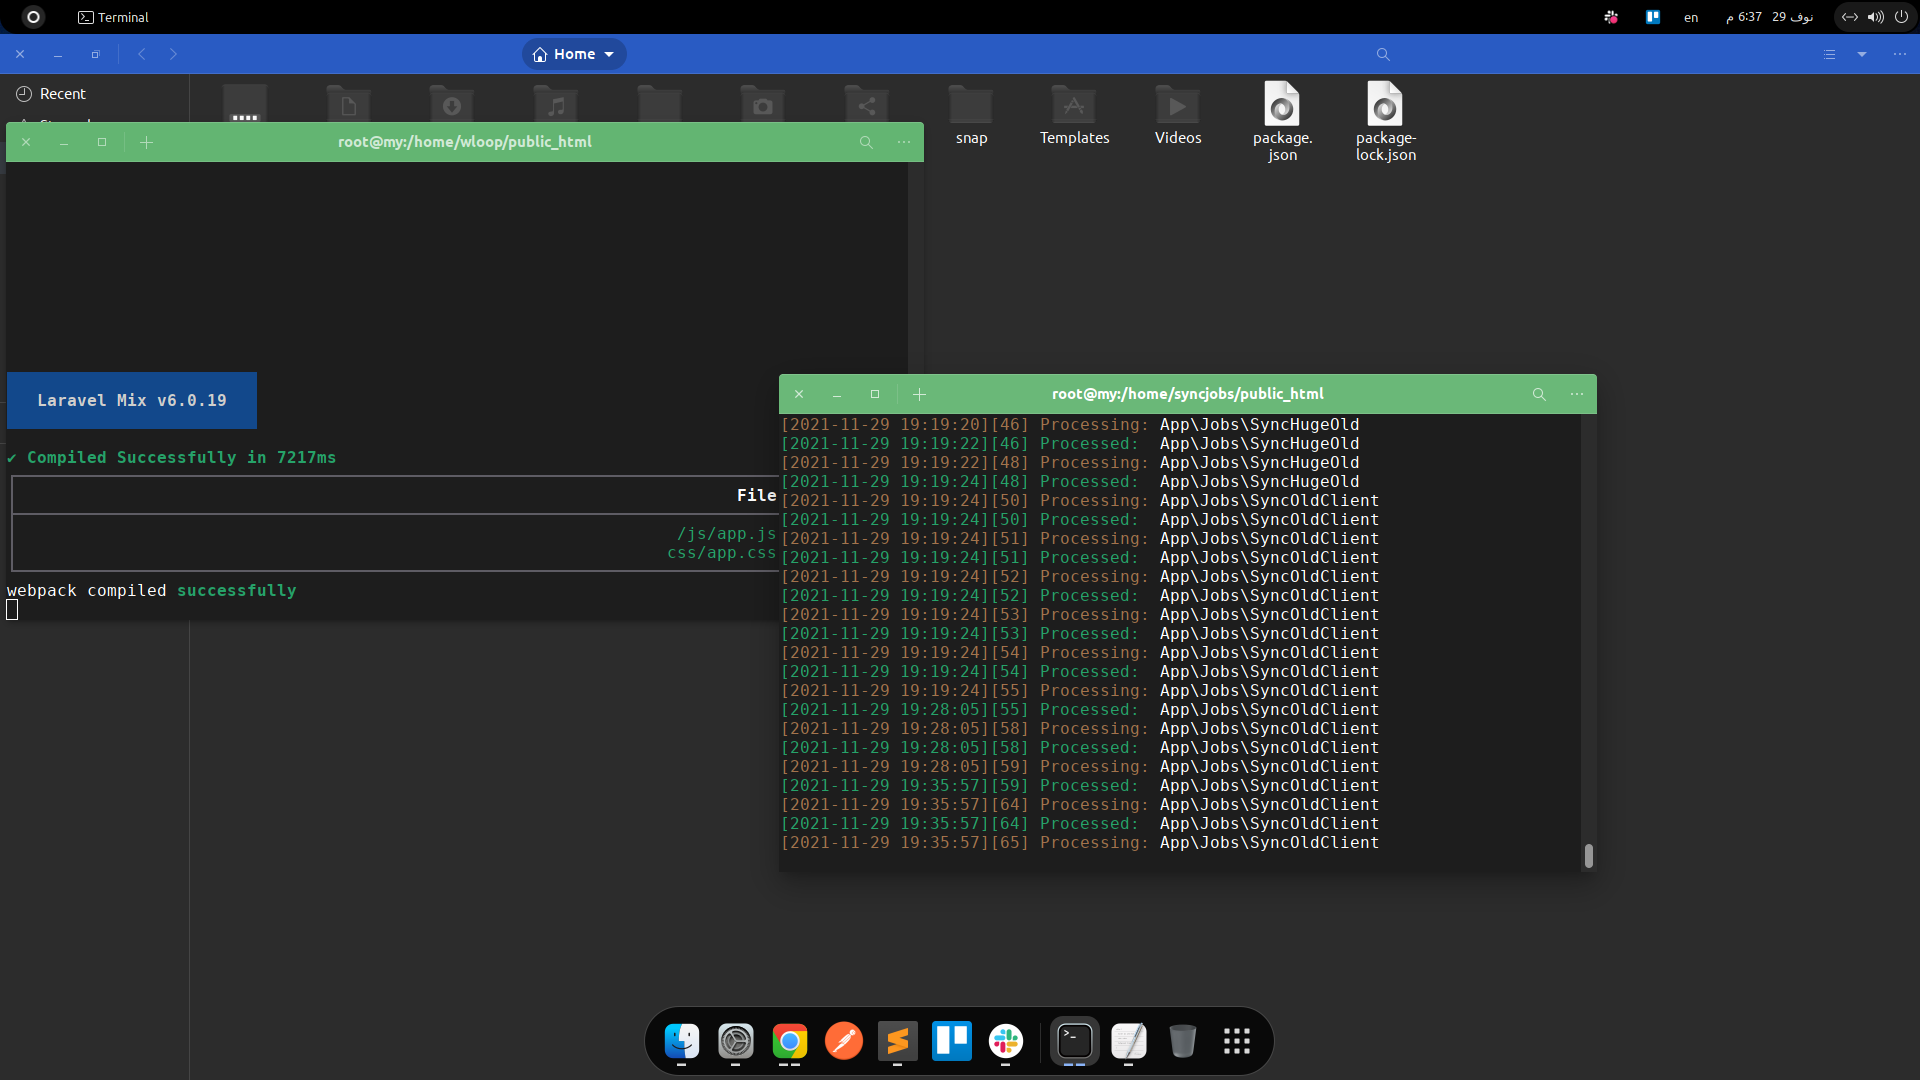 Terminal
en
نوف 29 6:37 م
Home
Recent
snap
Templates
Videos
package.
json
package-
lock.json
root@my:/home/wloop/public_html
Laravel Mix v6.0.19
✔ Compiled Successfully in 7217ms
File
/js/app.js
css/app.css
webpack compiled successfully
root@my:/home/syncjobs/public_html
[2021-11-29 19:19:20][46] Processing: App\Jobs\SyncHugeOld
[2021-11-29 19:19:22][46] Processed:  App\Jobs\SyncHugeOld
[2021-11-29 19:19:22][48] Processing: App\Jobs\SyncHugeOld
[2021-11-29 19:19:24][48] Processed:  App\Jobs\SyncHugeOld
[2021-11-29 19:19:24][50] Processing: App\Jobs\SyncOldClient
[2021-11-29 19:19:24][50] Processed:  App\Jobs\SyncOldClient
[2021-11-29 19:19:24][51] Processing: App\Jobs\SyncOldClient
[2021-11-29 19:19:24][51] Processed:  App\Jobs\SyncOldClient
[2021-11-29 19:19:24][52] Processing: App\Jobs\SyncOldClient
[2021-11-29 19:19:24][52] Processed:  App\Jobs\SyncOldClient
[2021-11-29 19:19:24][53] Processing: App\Jobs\SyncOldClient
[2021-11-29 19:19:24][53] Processed:  App\Jobs\SyncOldClient
[2021-11-29 19:19:24][54] Processing: App\Jobs\SyncOldClient
[2021-11-29 19:19:24][54] Processed:  App\Jobs\SyncOldClient
[2021-11-29 19:19:24][55] Processing: App\Jobs\SyncOldClient
[2021-11-29 19:28:05][55] Processed:  App\Jobs\SyncOldClient
[2021-11-29 19:28:05][58] Processing: App\Jobs\SyncOldClient
[2021-11-29 19:28:05][58] Processed:  App\Jobs\SyncOldClient
[2021-11-29 19:28:05][59] Processing: App\Jobs\SyncOldClient
[2021-11-29 19:35:57][59] Processed:  App\Jobs\SyncOldClient
[2021-11-29 19:35:57][64] Processing: App\Jobs\SyncOldClient
[2021-11-29 19:35:57][64] Processed:  App\Jobs\SyncOldClient
[2021-11-29 19:35:57][65] Processing: App\Jobs\SyncOldClient